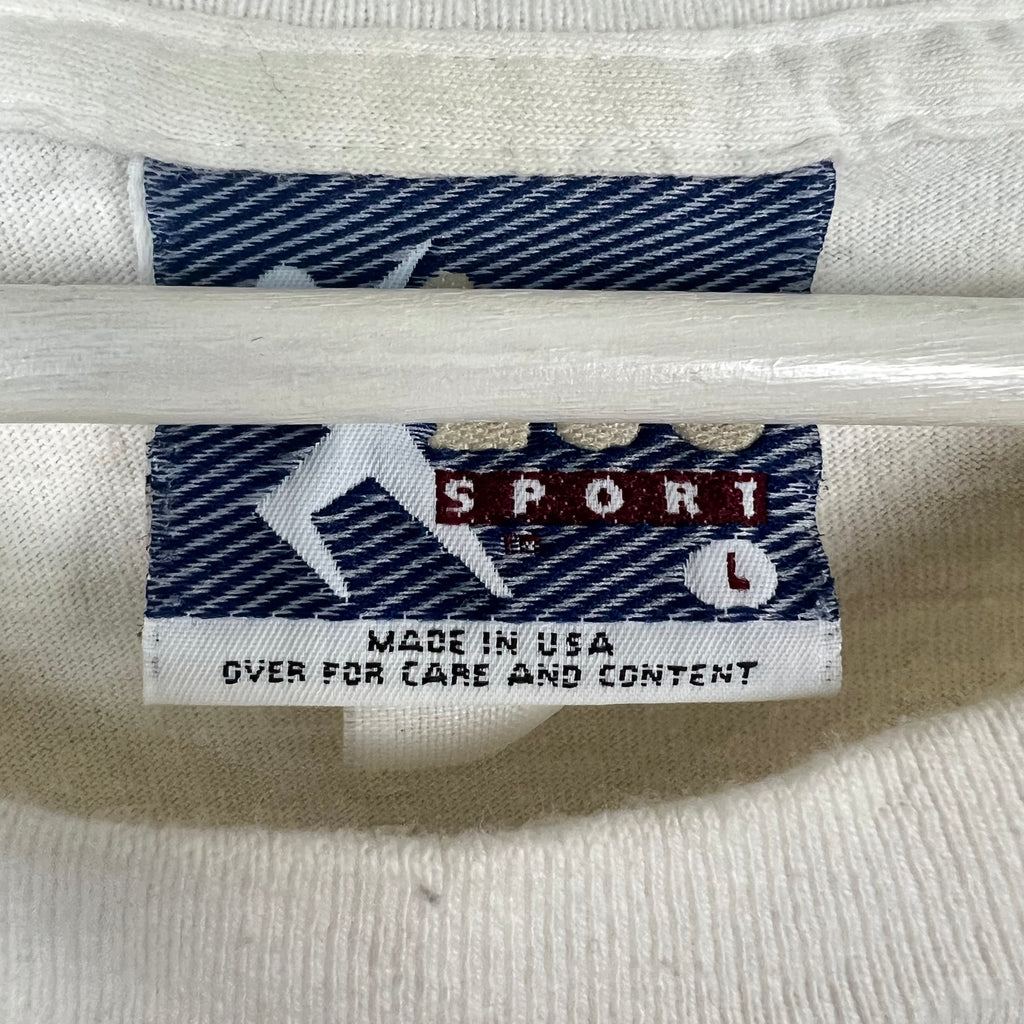 SPORT
L
MADE IN USA
OVER FOR CARE AND CONTENT